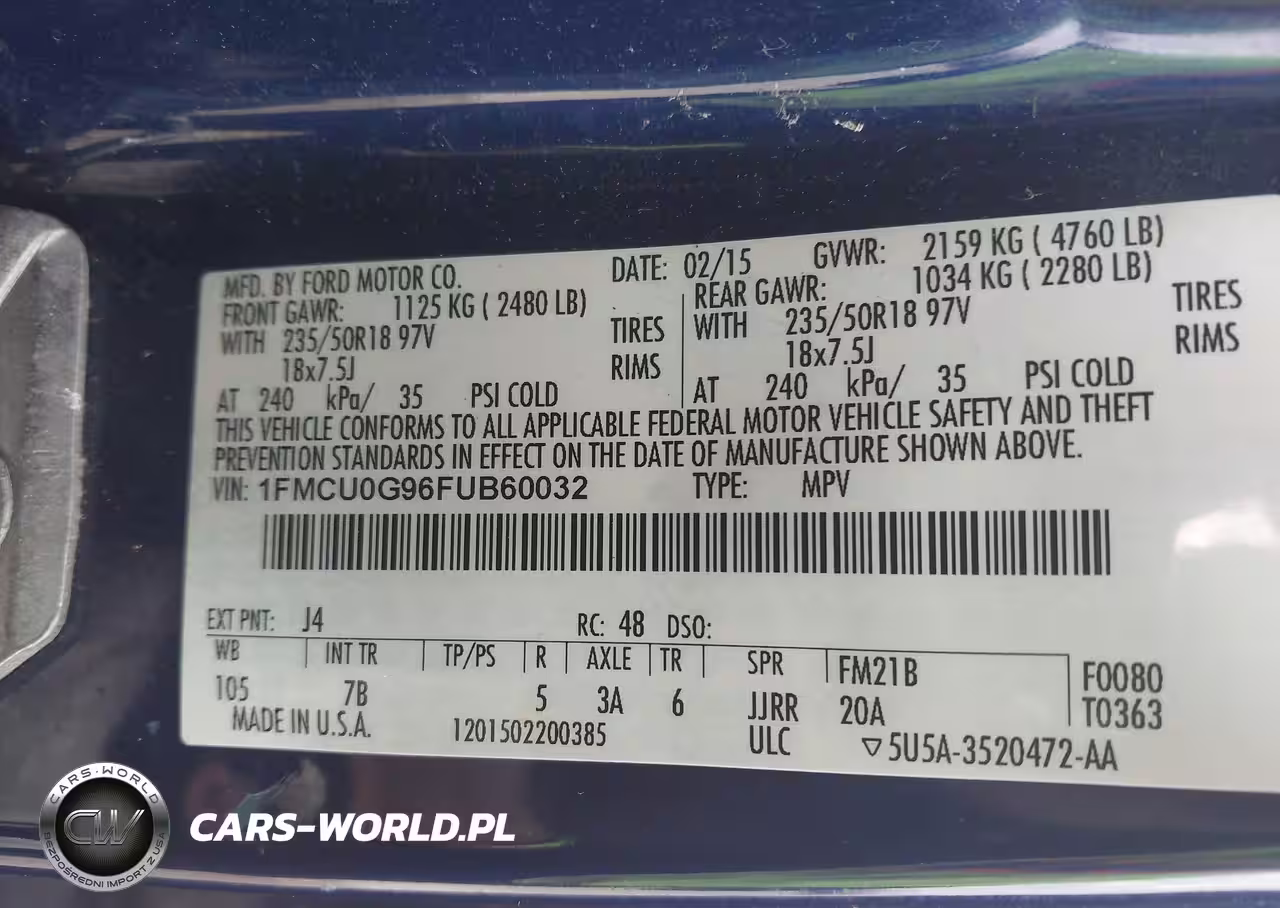 MFD. BY FORD MOTOR CO. DATE: 02/15 GVWR: 2159 KG ( 4760 LB)
FRONT GAWR: 1125 KG ( 2480 LB) REAR GAWR: 1034 KG ( 2280 LB)
WITH 235/50R18 97V TIRES WITH 235/50R18 97V TIRES
18x7.5J RIMS 18x7.5J RIMS
AT 240 kPa/ 35 PSI COLD AT 240 kPa/ 35 PSI COLD
THIS VEHICLE CONFORMS TO ALL APPLICABLE FEDERAL MOTOR VEHICLE SAFETY AND THEFT
PREVENTION STANDARDS IN EFFECT ON THE DATE OF MANUFACTURE SHOWN ABOVE.
VIN: 1FMCU0G96FUB60032 TYPE: MPV
EXT PNT: J4 RC: 48 DSO:
WB INT TR TP/PS R AXLE TR SPR FM21B F0080
105 7B 5 3A 6 JJRR 20A T0363
MADE IN U.S.A. 1201502200385 ULC ▽5U5A-3520472-AA
CARS-WORLD
CW
BEZPOŚREDNI IMPORT Z USA
CARS-WORLD.PL